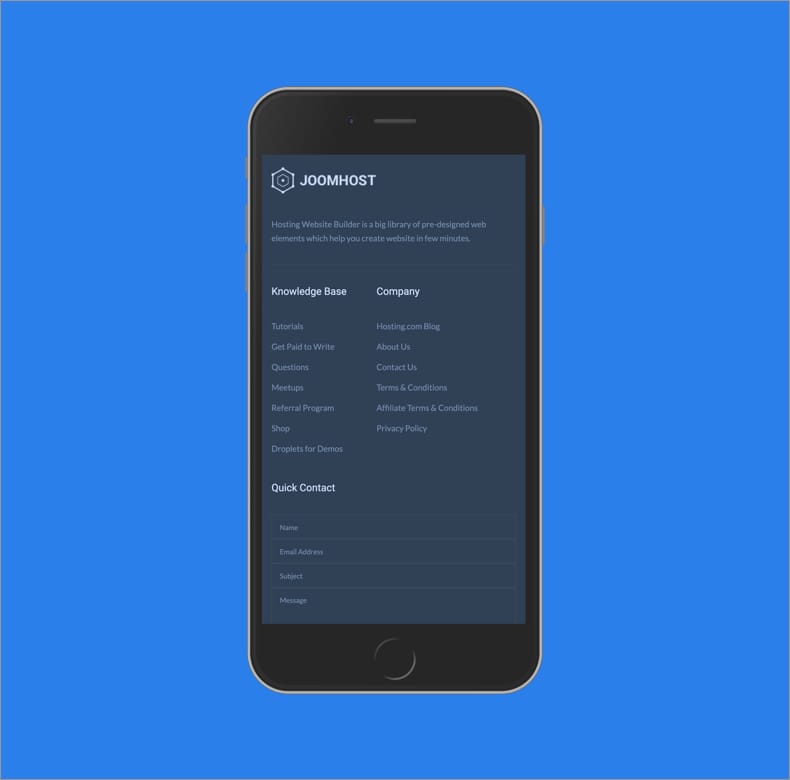 JOOMHOST
Hosting Website Builder is a big library of pre-designed web
elements which help you create website in few minutes.
Knowledge Base
Tutorials
Get Paid to Write
Questions
Meetups
Referral Program
Shop
Droplets for Demos
Company
Hosting.com Blog
About Us
Contact Us
Terms & Conditions
Affiliate Terms & Conditions
Privacy Policy
Quick Contact
Name
Email Address
Subject
Message